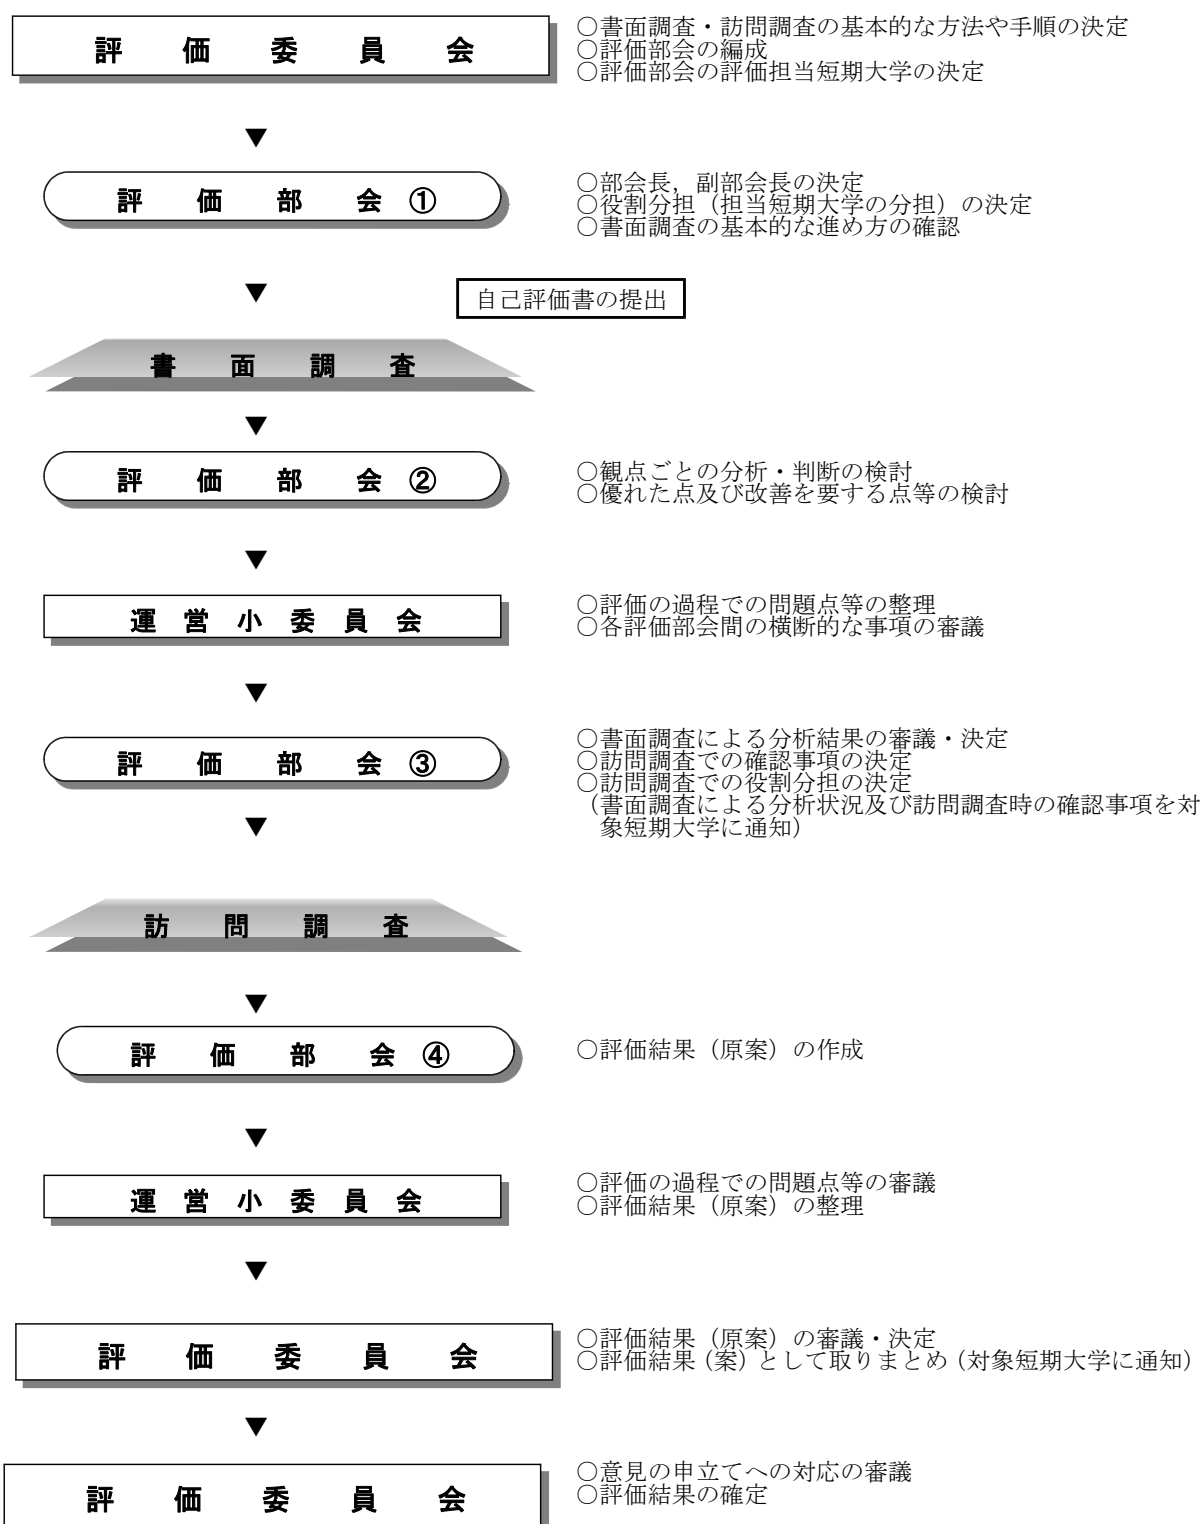 評価委員会
○書面調査・訪問調査の基本的な方法や手順の決定
○評価部会の編成
○評価部会の評価担当短期大学の決定
▼
評価部会①
○部会長，副部会長の決定
○役割分担（担当短期大学の分担）の決定
○書面調査の基本的な進め方の確認
▼
自己評価書の提出
書面調査
▼
評価部会②
○観点ごとの分析・判断の検討
○優れた点及び改善を要する点等の検討
▼
運営小委員会
○評価の過程での問題点等の整理
○各評価部会間の横断的な事項の審議
▼
評価部会③
○書面調査による分析結果の審議・決定
○訪問調査での確認事項の決定
○訪問調査での役割分担の決定
（書面調査による分析状況及び訪問調査時の確認事項を対
象短期大学に通知）
▼
訪問調査
▼
評価部会④
○評価結果（原案）の作成
▼
運営小委員会
○評価の過程での問題点等の審議
○評価結果（原案）の整理
▼
評価委員会
○評価結果（原案）の審議・決定
○評価結果（案）として取りまとめ（対象短期大学に通知）
▼
評価委員会
○意見の申立てへの対応の審議
○評価結果の確定